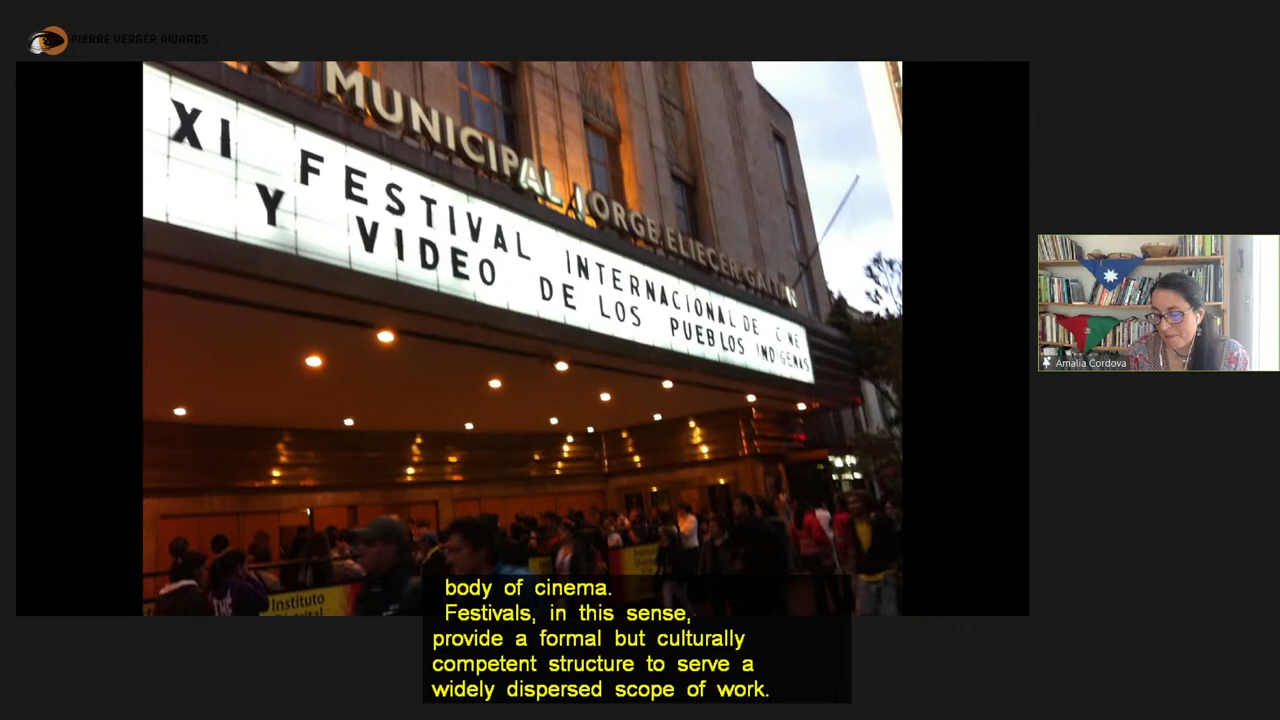 PIERRE VERGER AWARDS
MUNICIPAL JORGE ELIECER GAITAN
XI FESTIVAL INTERNACIONAL DE CINE
Y VIDEO DE LOS PUEBLOS INDIGENAS
Instituto
Distrital
Amalia Cordova
body of cinema.
Festivals, in this sense,
provide a formal but culturally
competent structure to serve a
widely dispersed scope of work.